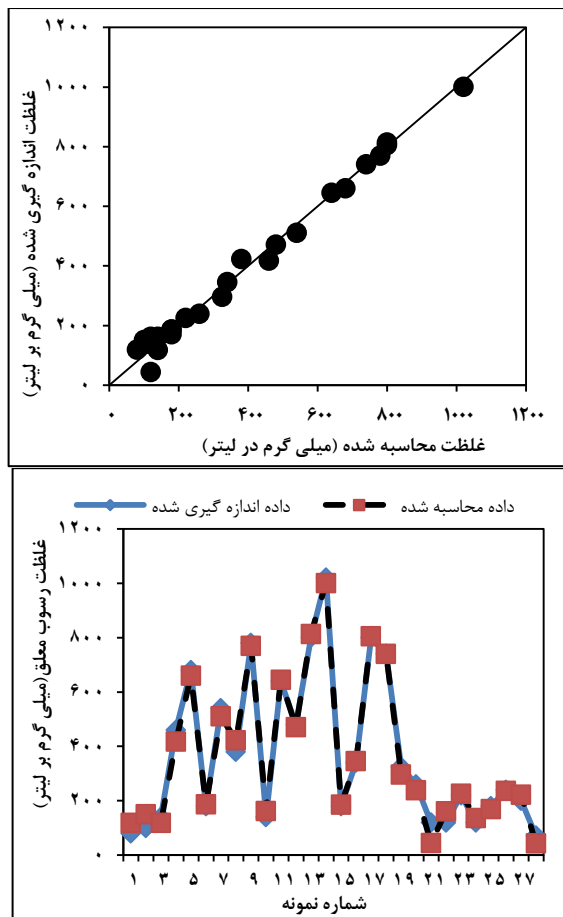 غلظت اندازه گیری شده (میلی گرم بر لیتر)
۱۲۰۰
۱۰۰۰
۸۰۰
۶۰۰
۴۰۰
۲۰۰
۰
۰ ۲۰۰ ۴۰۰ ۶۰۰ ۸۰۰ ۱۰۰۰ ۱۲۰۰
غلظت محاسبه شده (میلی گرم در لیتر)
داده اندازه گیری شده داده محاسبه شده
غلظت رسوب معلق(میلی گرم بر لیتر)
۱۲۰۰
۱۰۰۰
۸۰۰
۶۰۰
۴۰۰
۲۰۰
۰
۱ ۳ ۵ ۷ ۹ ۱۱ ۱۳ ۱۵ ۱۷ ۱۹ ۲۱ ۲۳ ۲۵ ۲۷
شماره نمونه